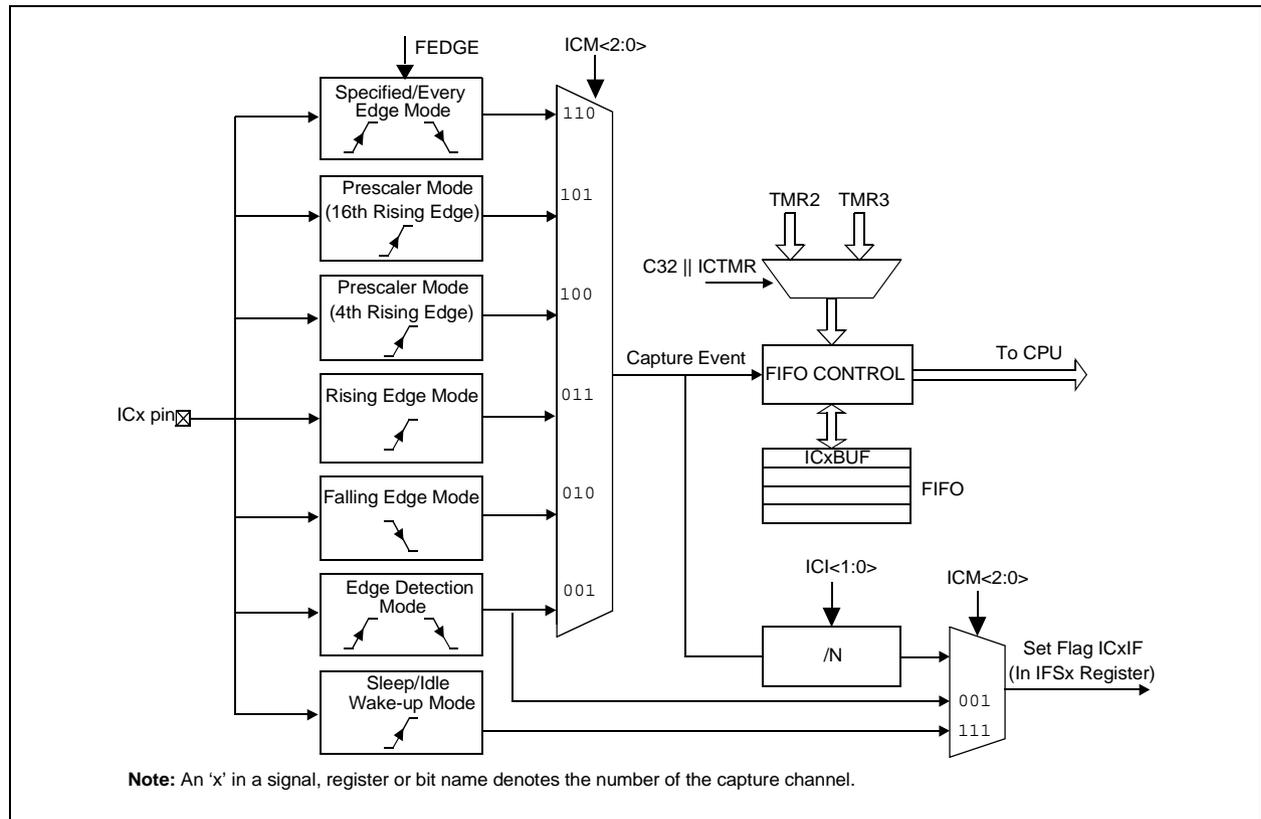 FEDGE
ICM<2:0>
Specified/Every
Edge Mode
110
Prescaler Mode
(16th Rising Edge)
101
TMR2
TMR3
C32 || ICTMR
Prescaler Mode
(4th Rising Edge)
100
Capture Event
FIFO CONTROL
To CPU
ICx pin
Rising Edge Mode
011
ICxBUF
FIFO
Falling Edge Mode
010
Edge Detection
Mode
001
ICI<1:0>
ICM<2:0>
/N
Set Flag ICxIF
(In IFSx Register)
Sleep/Idle
Wake-up Mode
001
111
Note: An ‘x’ in a signal, register or bit name denotes the number of the capture channel.